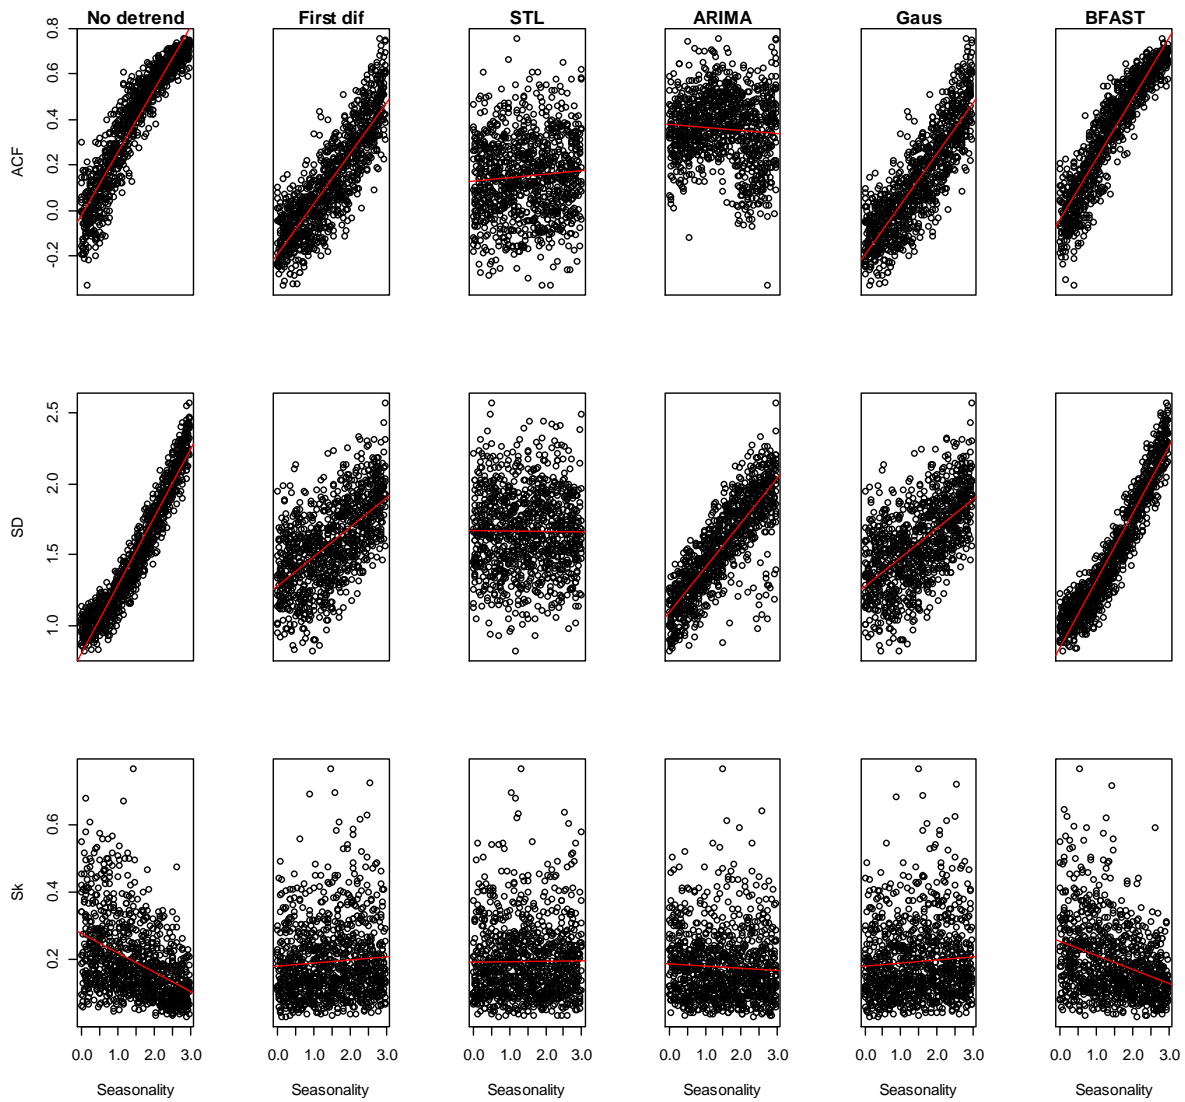 No detrend First dif STL ARIMA Gaus BFAST
ACF
0.8
0.6
0.4
0.2
0.0
-0.2
SD
2.5
2.0
1.5
1.0
Sk
0.6
0.4
0.2
0.0 1.0 2.0 3.0 0.0 1.0 2.0 3.0 0.0 1.0 2.0 3.0 0.0 1.0 2.0 3.0 0.0 1.0 2.0 3.0 0.0 1.0 2.0 3.0
Seasonality Seasonality Seasonality Seasonality Seasonality Seasonality